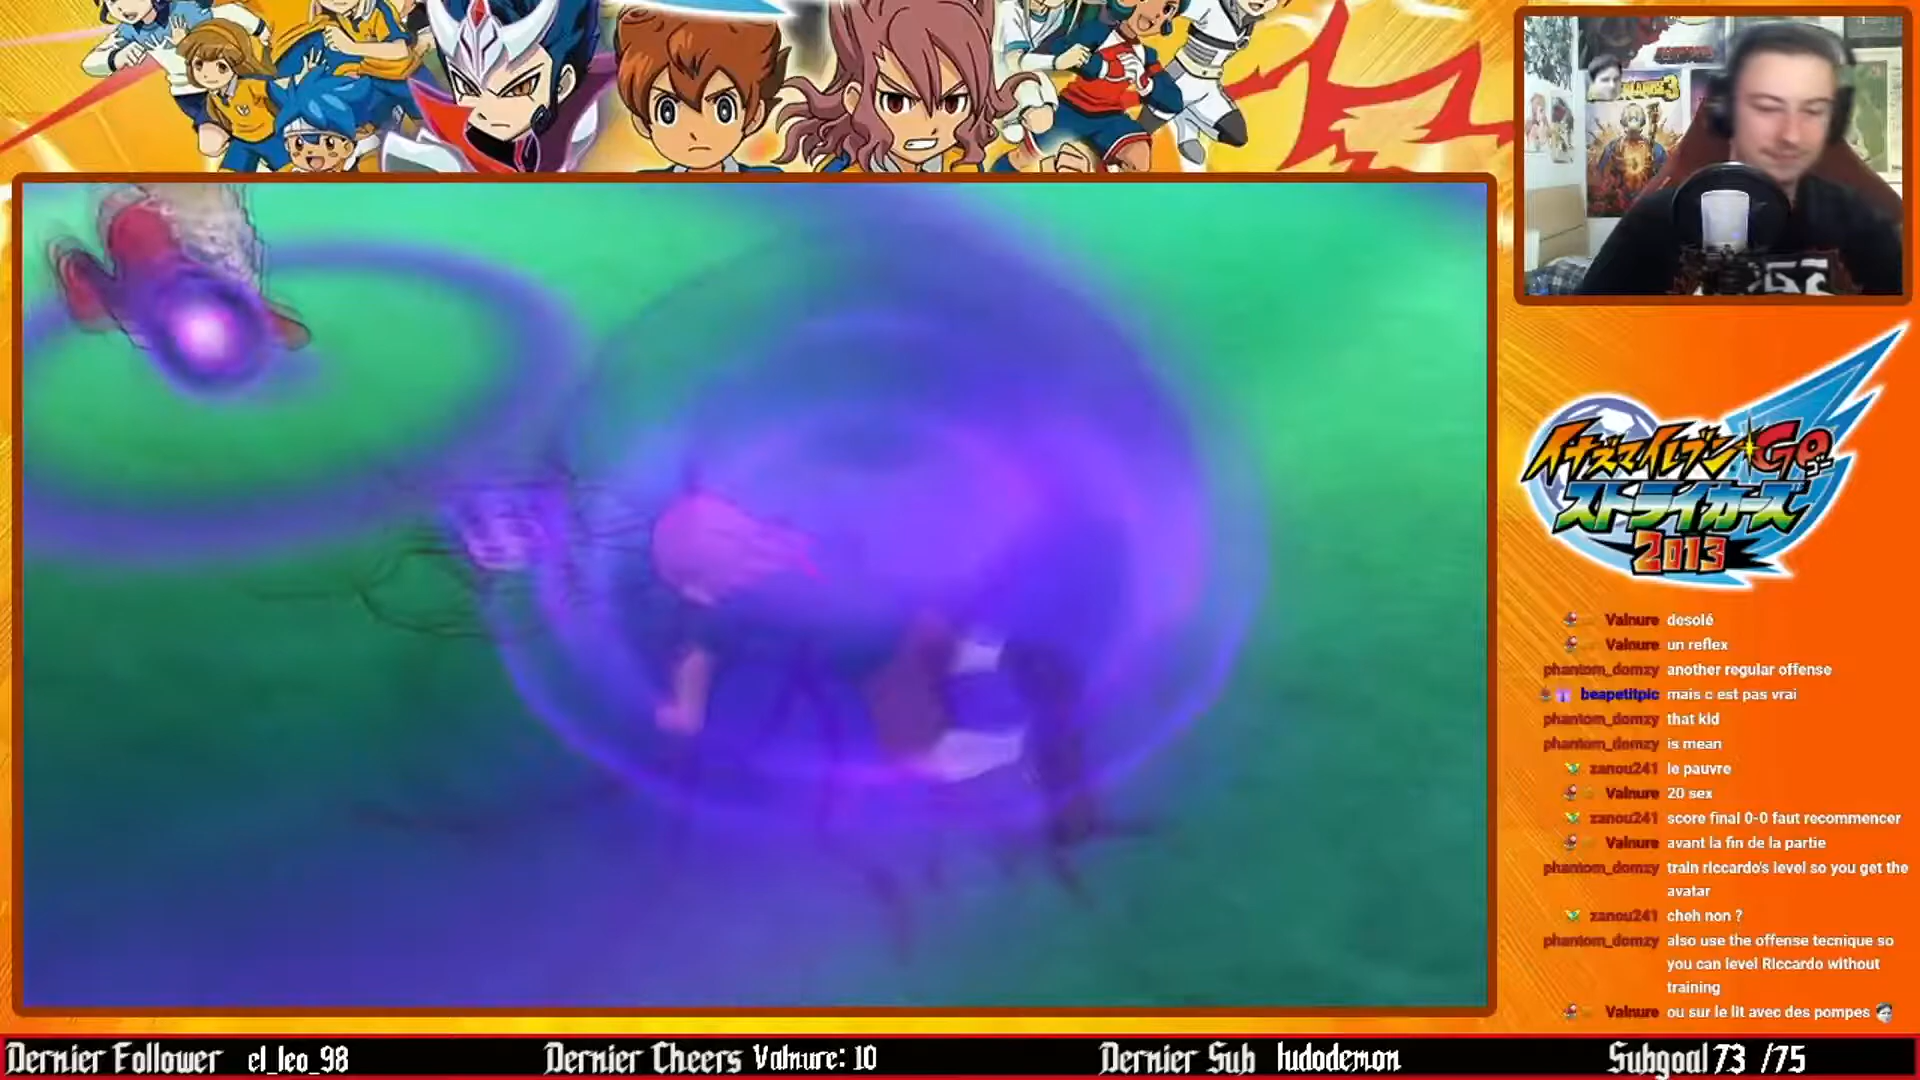 イナズマイレブンGO
ゴー
ストライカーズ
2013
Valnure desolé
Valnure un reflex
phantom_domzy another regular offense
beapetitpic mais c est pas vrai
phantom_domzy that kid
phantom_domzy is mean
zanou241 le pauvre
Valnure 20 sex
zanou241 score final 0-0 faut recommencer
Valnure avant la fin de la partie
phantom_domzy train riccardo's level so you get the
avatar
zanou241 cheh non ?
phantom_domzy also use the offense tecnique so
you can level RIccardo without
training
Valnure ou sur le lit avec des pompes
Dernier Follower el_leo_98 Dernier Cheers Valnure: 10 Dernier Sub ludodemon Subgoal 73 /75